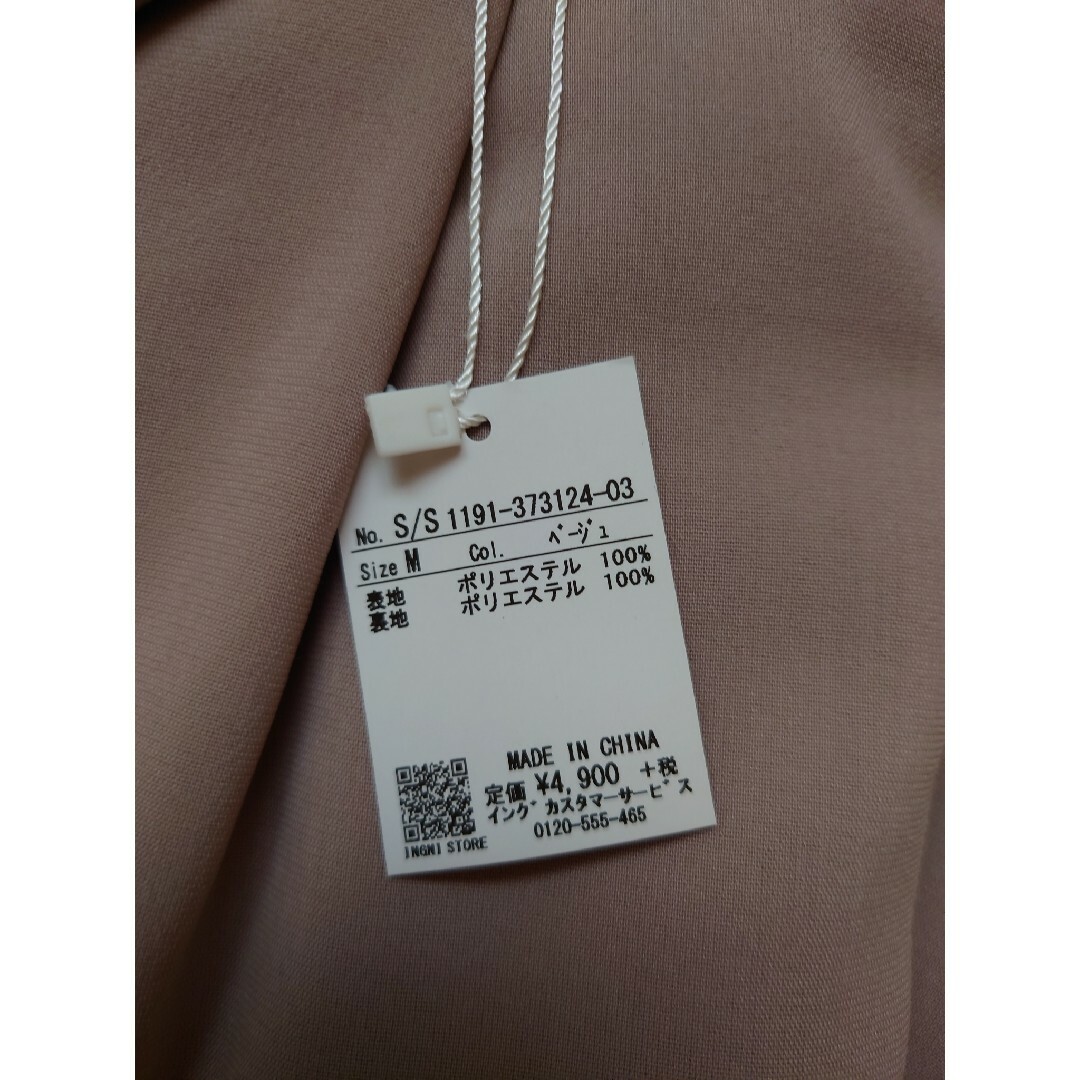 No. S/S 1191-373124-03
Size M Col. ﾍﾞｰｼﾞｭ
表地 ポリエステル 100%
裏地 ポリエステル 100%
MADE IN CHINA
定価 ¥4,900 +税
イングﾞカスタマーサービﾞス
0120-555-465
INGNI STORE